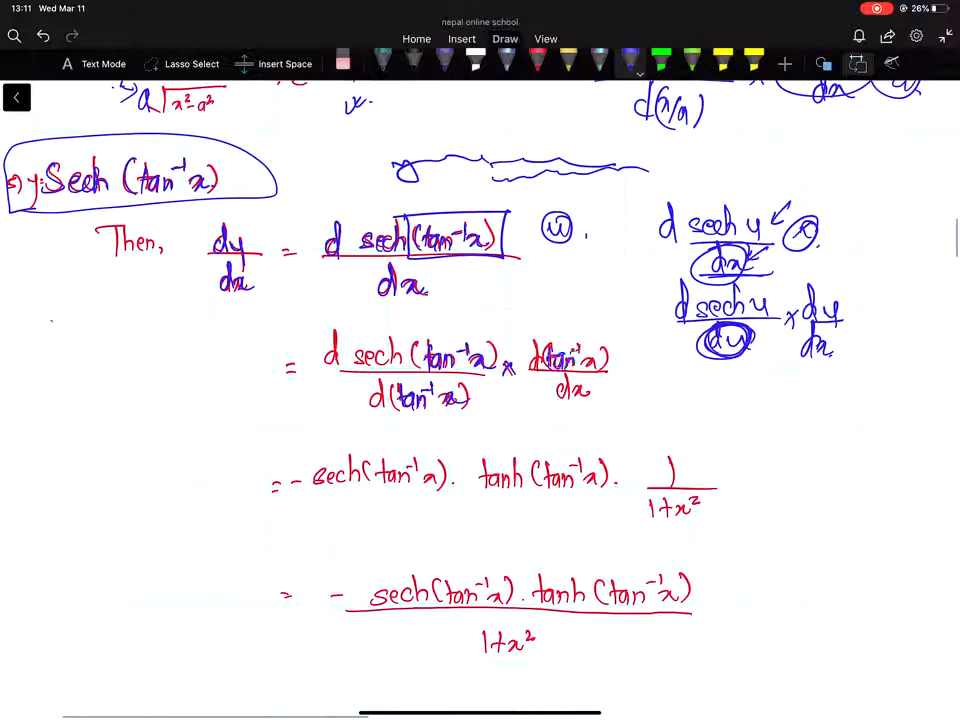 13:11 Wed Mar 11
26%
nepal online school
Home Insert Draw View
Text Mode Lasso Select Insert Space
a√x²-a²
d(x/a)
dx
y=Sech (tan⁻¹x)
Then, dy/dx = d sech(tan⁻¹x)/dx
u.
d sech u/dx
d sech u/du × du/dx
= d sech(tan⁻¹x)/d(tan⁻¹x) × d(tan⁻¹x)/dx
= - sech(tan⁻¹x). tanh(tan⁻¹x). 1/1+x²
= - sech(tan⁻¹x). tanh(tan⁻¹x)/1+x²